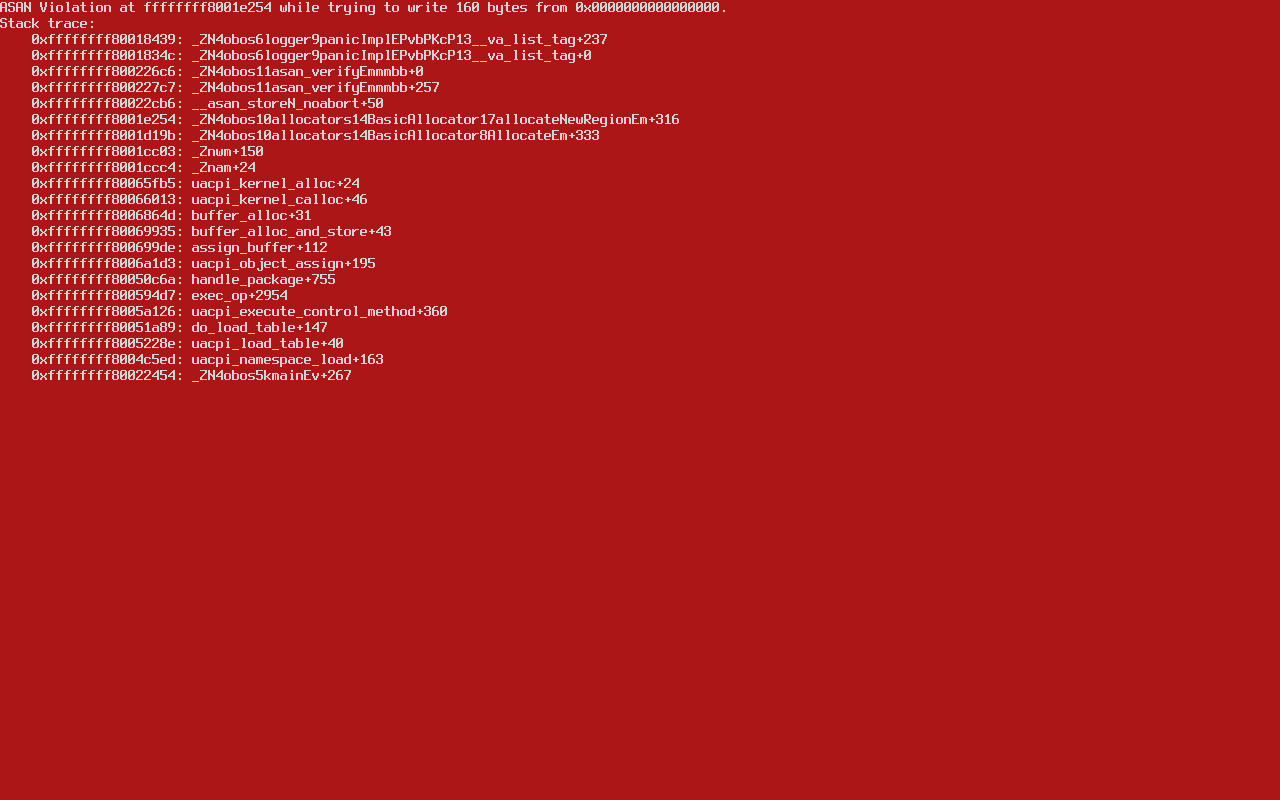 ASAN Violation at ffffffff8001e254 while trying to write 160 bytes from 0x0000000000000000.
Stack trace:
0xffffffff80018439: _ZN4obos6logger9panicImplEPvbPKcP13__va_list_tag+237
0xffffffff8001834c: _ZN4obos6logger9panicImplEPvbPKcP13__va_list_tag+0
0xffffffff800226c6: _ZN4obos11asan_verifyEmmmbb+0
0xffffffff800227c7: _ZN4obos11asan_verifyEmmmbb+257
0xffffffff80022cb6: __asan_storeN_noabort+50
0xffffffff8001e254: _ZN4obos10allocators14BasicAllocator17allocateNewRegionEm+316
0xffffffff8001d19b: _ZN4obos10allocators14BasicAllocator8AllocateEm+333
0xffffffff8001cc03: _Znwm+150
0xffffffff8001ccc4: _Znam+24
0xffffffff80065fb5: uacpi_kernel_alloc+24
0xffffffff80066013: uacpi_kernel_calloc+46
0xffffffff8006864d: buffer_alloc+31
0xffffffff80069935: buffer_alloc_and_store+43
0xffffffff800699de: assign_buffer+112
0xffffffff8006a1d3: uacpi_object_assign+195
0xffffffff80050c6a: handle_package+755
0xffffffff800594d7: exec_op+2954
0xffffffff8005a126: uacpi_execute_control_method+360
0xffffffff80051a89: do_load_table+147
0xffffffff8005228e: uacpi_load_table+40
0xffffffff8004c5ed: uacpi_namespace_load+163
0xffffffff80022454: _ZN4obos5kmainEv+267